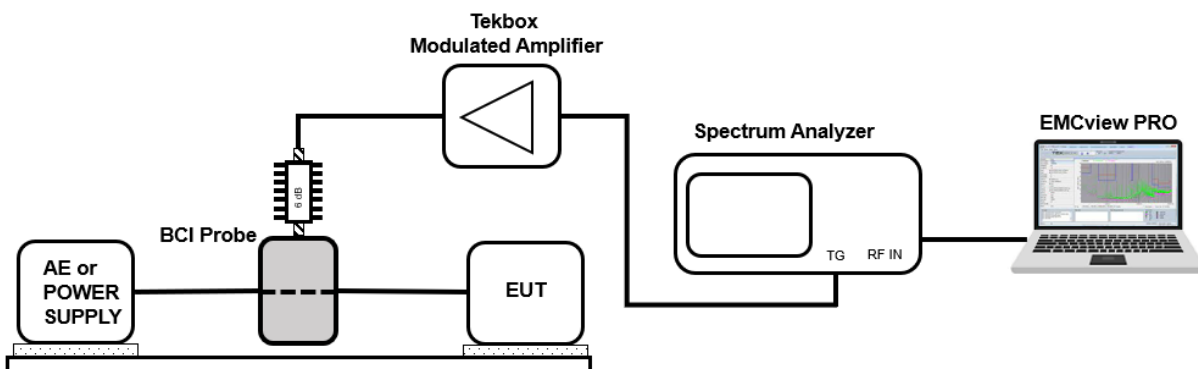 Tekbox
Modulated Amplifier
Spectrum Analyzer
EMCview PRO
6 dB
BCI Probe
TG
RF IN
AE or
POWER
SUPPLY
EUT